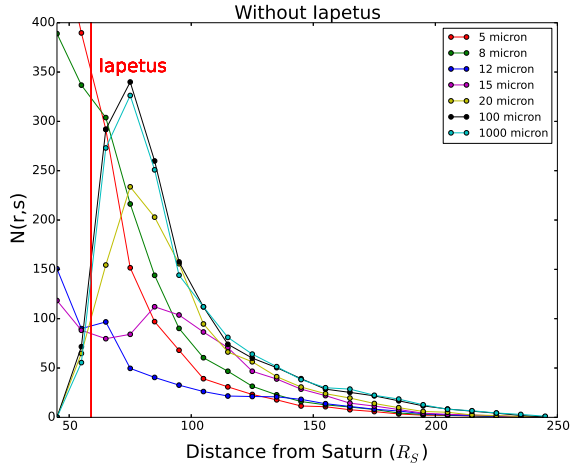 Without Iapetus
400
350
300
250
200
150
100
50
0
N(r,s)
Iapetus
5 micron
8 micron
12 micron
15 micron
20 micron
100 micron
1000 micron
50
100
150
200
250
Distance from Saturn (R_S)